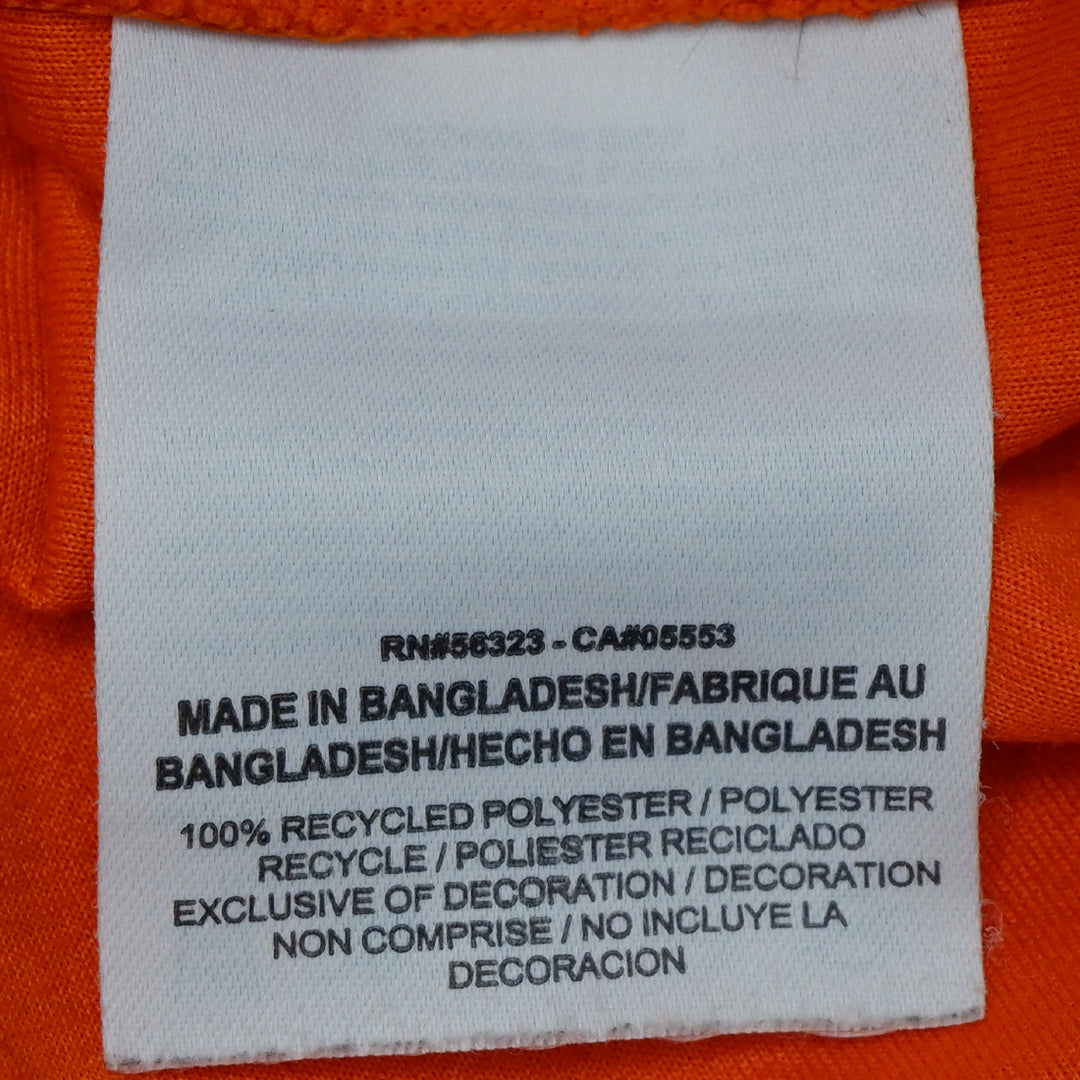 RN#56323 - CA#05553
MADE IN BANGLADESH/FABRIQUE AU
BANGLADESH/HECHO EN BANGLADESH
100% RECYCLED POLYESTER / POLYESTER
RECYCLE / POLIESTER RECICLADO
EXCLUSIVE OF DECORATION / DECORATION
NON COMPRISE / NO INCLUYE LA
DECORACION